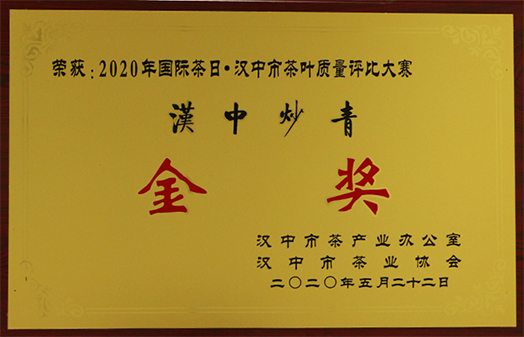 荣获：2020年国际茶日·汉中市茶叶质量评比大赛
漢中炒青
金奖
汉中市茶产业办公室
汉中市茶业协会
二〇二〇年五月二十二日